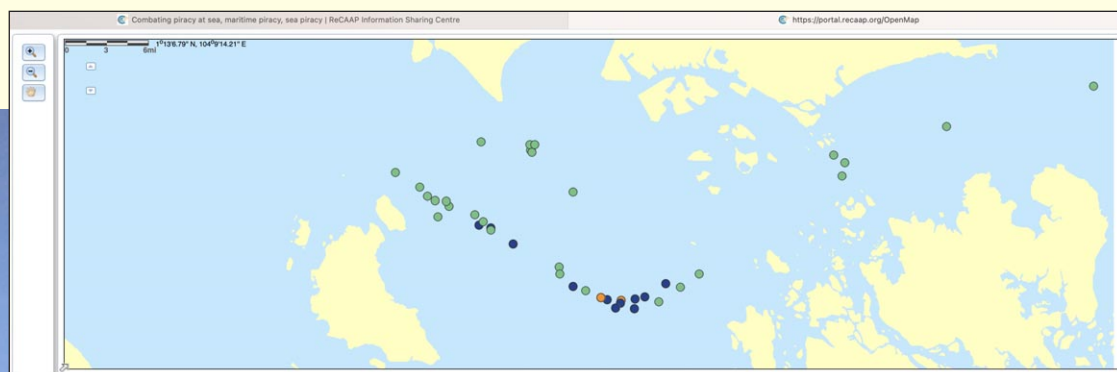 Combating piracy at sea, maritime piracy, sea piracy | ReCAAP Information Sharing Centre
https://portal.recaap.org/OpenMap
1°13'6.79" N, 104°9'14.21" E
0 3 6mi